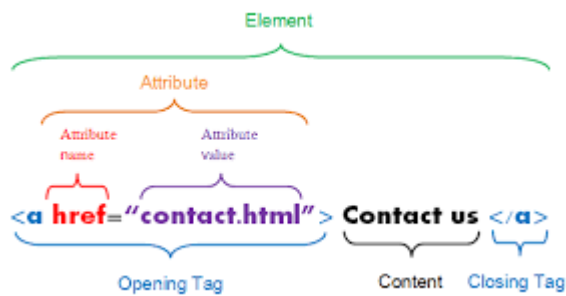 Element
Attribute
Attribute name
Attribute value
<a href=“contact.html”> Contact us </a>
Opening Tag
Content
Closing Tag